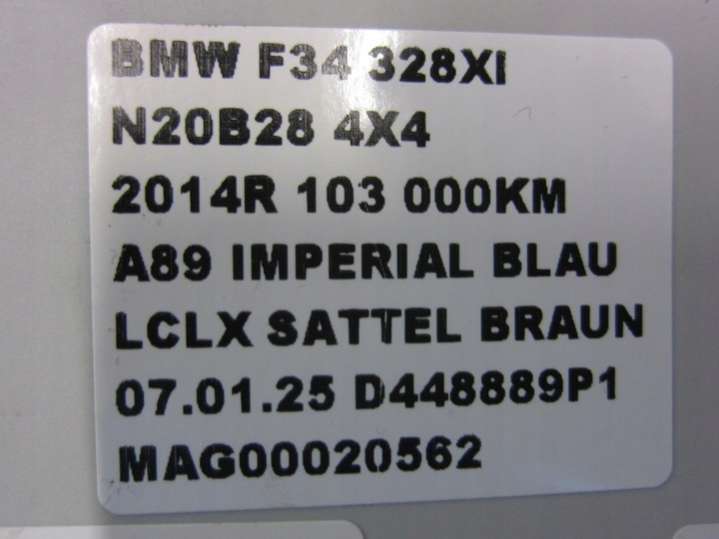 BMW F34 328XI
N20B28 4X4
2014R 103 000KM
A89 IMPERIAL BLAU
LCLX SATTEL BRAUN
07.01.25 D448889P1
MAG00020562